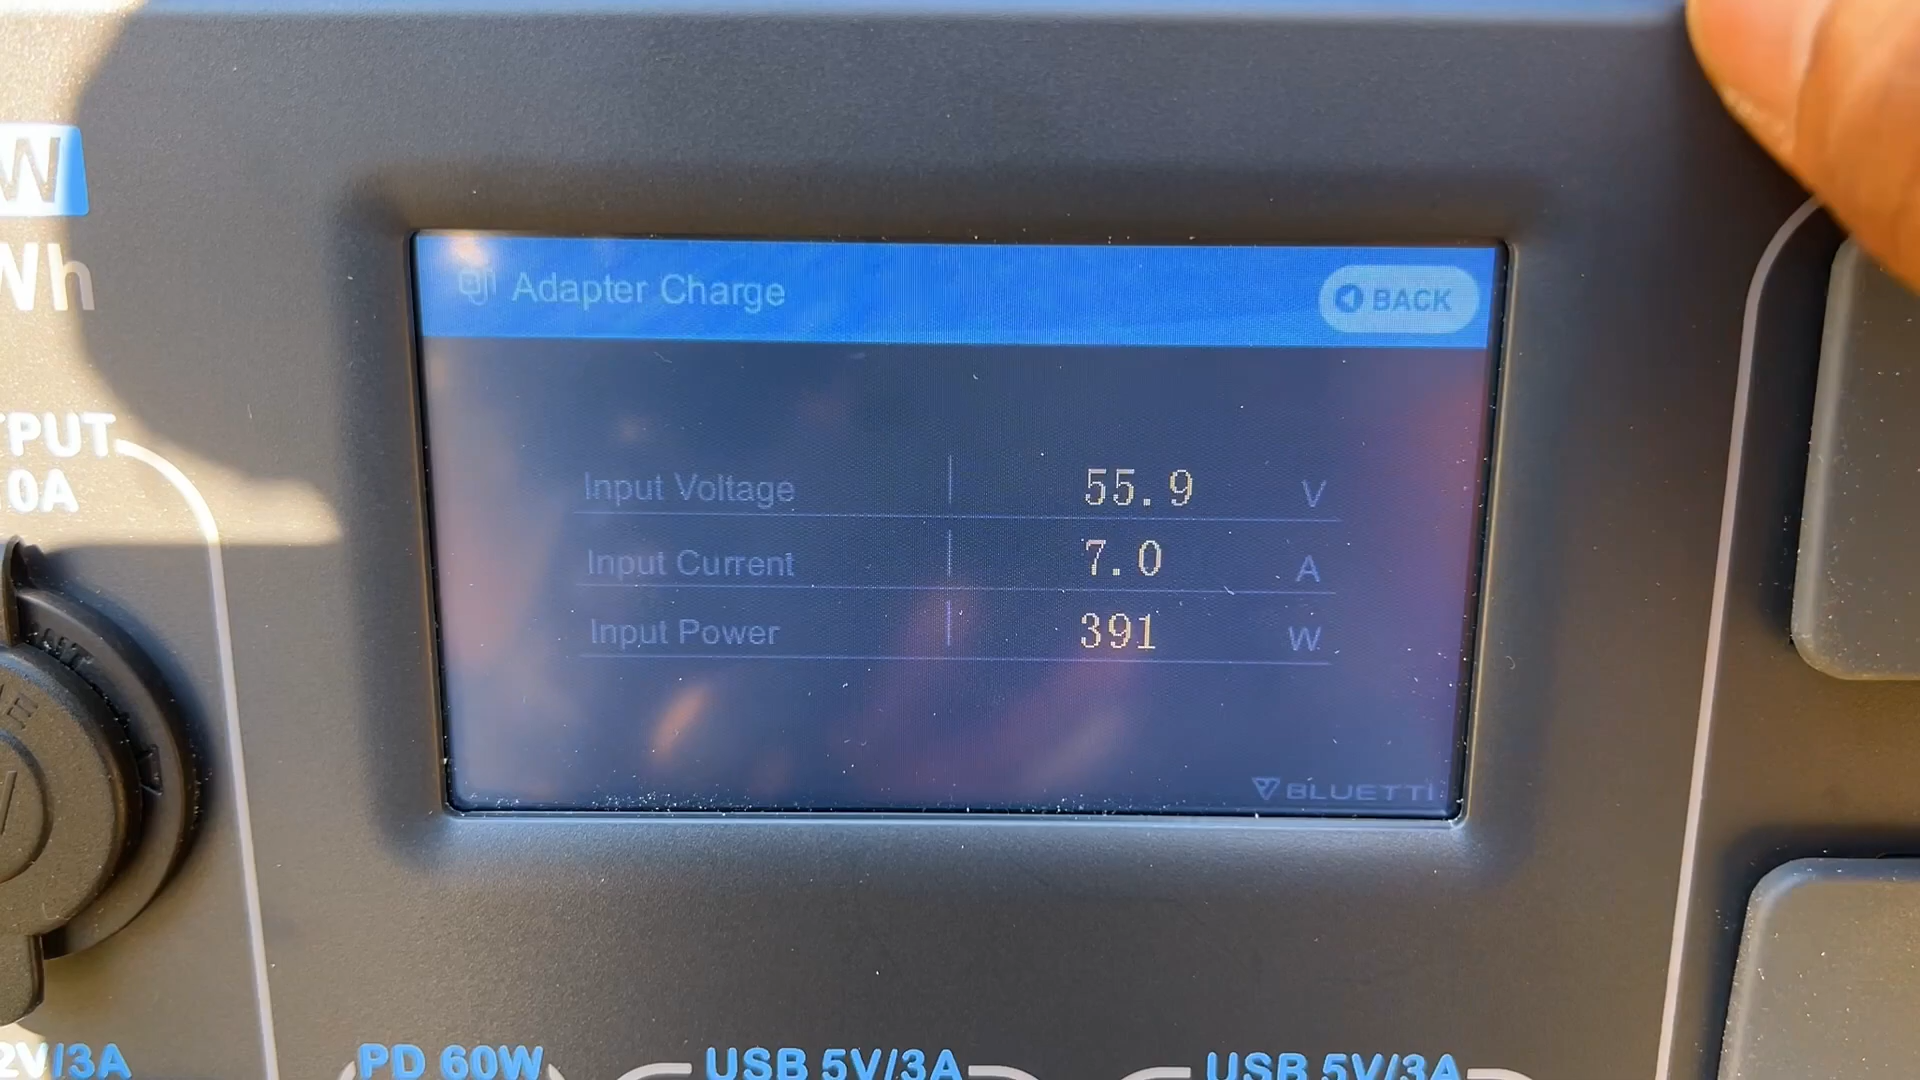 W
Wh
TPUT
0A
Adapter Charge
BACK
Input Voltage 55.9 V
Input Current 7.0 A
Input Power 391 W
BLUETTI
2V/3A
PD 60W
USB 5V/3A
USB 5V/3A